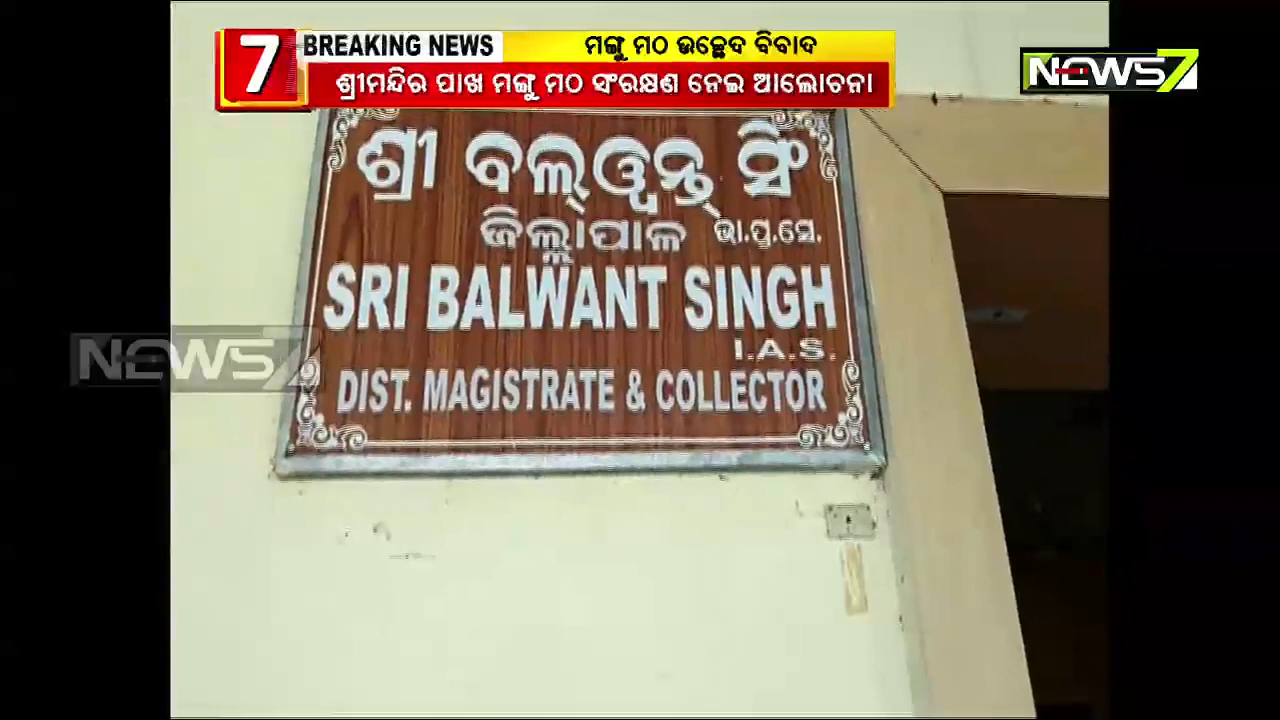 7 BREAKING NEWS ମଙ୍ଗୁ ମଠ ଉଚ୍ଛେଦ ବିବାଦ
ଶ୍ରୀମନ୍ଦିର ପାଖ ମଙ୍ଗୁ ମଠ ସଂରକ୍ଷଣ ନେଇ ଆଲୋଚନା
NEWS7
ଶ୍ରୀ ବଲ୍‌ୱନ୍ତ୍ ସିଂ
ଜିଲ୍ଲାପାଳ ଭା.ପ୍ର.ସେ.
SRI BALWANT SINGH
I.A.S.
DIST. MAGISTRATE & COLLECTOR
NEWS7